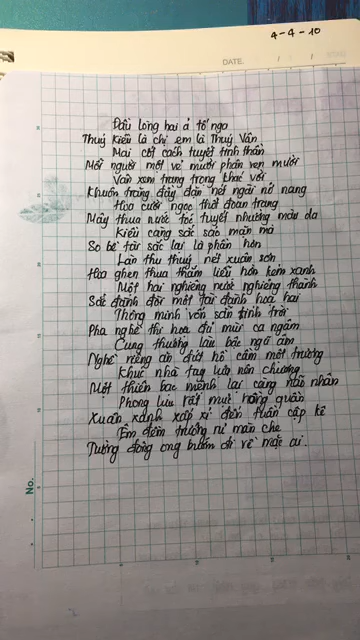 4-4-10
DATE / /
Đầu lòng hai ả tố nga
Thuý Kiều là chị em là Thuý Vân
Mai cốt cách tuyết tinh thần
Mỗi người một vẻ mười phân vẹn mười
Vân xem trang trọng khác vời
Khuôn trăng đầy đặn nét ngài nở nang
Hoa cười ngọc thốt đoan trang
Mây thua nước tóc tuyết nhường màu da
Kiều càng sắc sảo mặn mà
So bề tài sắc lại là phần hơn
Làn thu thuỷ nét xuân sơn
Hoa ghen thua thắm liễu hờn kém xanh
Một hai nghiêng nước nghiêng thành
Sắc đành đòi một tài đành hoạ hai
Thông minh vốn sẵn tính trời
Pha nghề thi hoạ đủ mùi ca ngâm
Cung thương lầu bậc ngũ âm
Nghề riêng ăn đứt hồ cầm một trương
Khúc nhà tay lựa nên chương
Một thiên bạc mệnh lại càng não nhân
Phong lưu rất mực hồng quần
Xuân xanh xấp xỉ đến tuần cập kê
Êm đềm trướng rủ màn che
Tường đông ong bướm đi về mặc ai.
No.